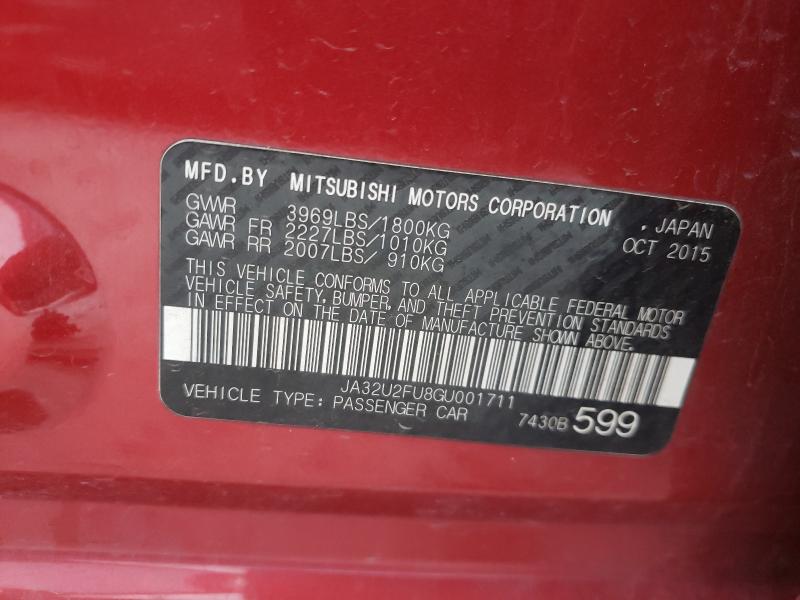 MFD.BY MITSUBISHI MOTORS CORPORATION , JAPAN
GVWR 3969LBS/1800KG OCT 2015
GAWR FR 2227LBS/1010KG
GAWR RR 2007LBS/ 910KG
THIS VEHICLE CONFORMS TO ALL APPLICABLE FEDERAL MOTOR
VEHICLE SAFETY, BUMPER, AND THEFT PREVENTION STANDARDS
IN EFFECT ON THE DATE OF MANUFACTURE SHOWN ABOVE.
JA32U2FU8GU001711
VEHICLE TYPE: PASSENGER CAR
7430B 599